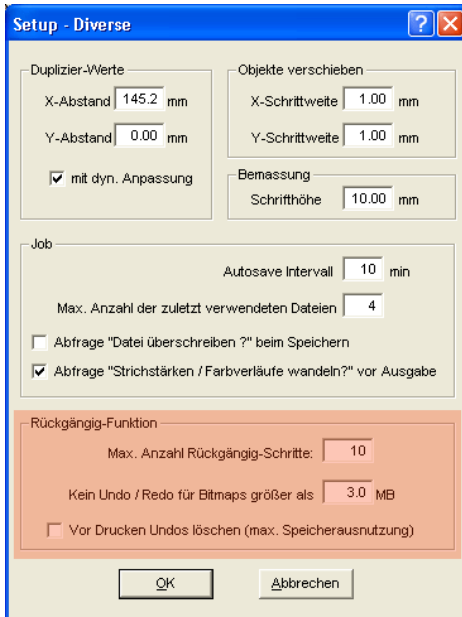 Setup - Diverse
Duplizier-Werte
X-Abstand 145.2 mm
Y-Abstand 0.00 mm
mit dyn. Anpassung
Objekte verschieben
X-Schrittweite 1.00 mm
Y-Schrittweite 1.00 mm
Bemassung
Schrifthöhe 10.00 mm
Job
Autosave Intervall 10 min
Max. Anzahl der zuletzt verwendeten Dateien 4
Abfrage "Datei überschreiben ?" beim Speichern
Abfrage "Strichstärken / Farbverläufe wandeln?" vor Ausgabe
Rückgängig-Funktion
Max. Anzahl Rückgängig-Schritte: 10
Kein Undo / Redo für Bitmaps größer als 3.0 MB
Vor Drucken Undos löschen (max. Speicherausnutzung)
OK Abbrechen